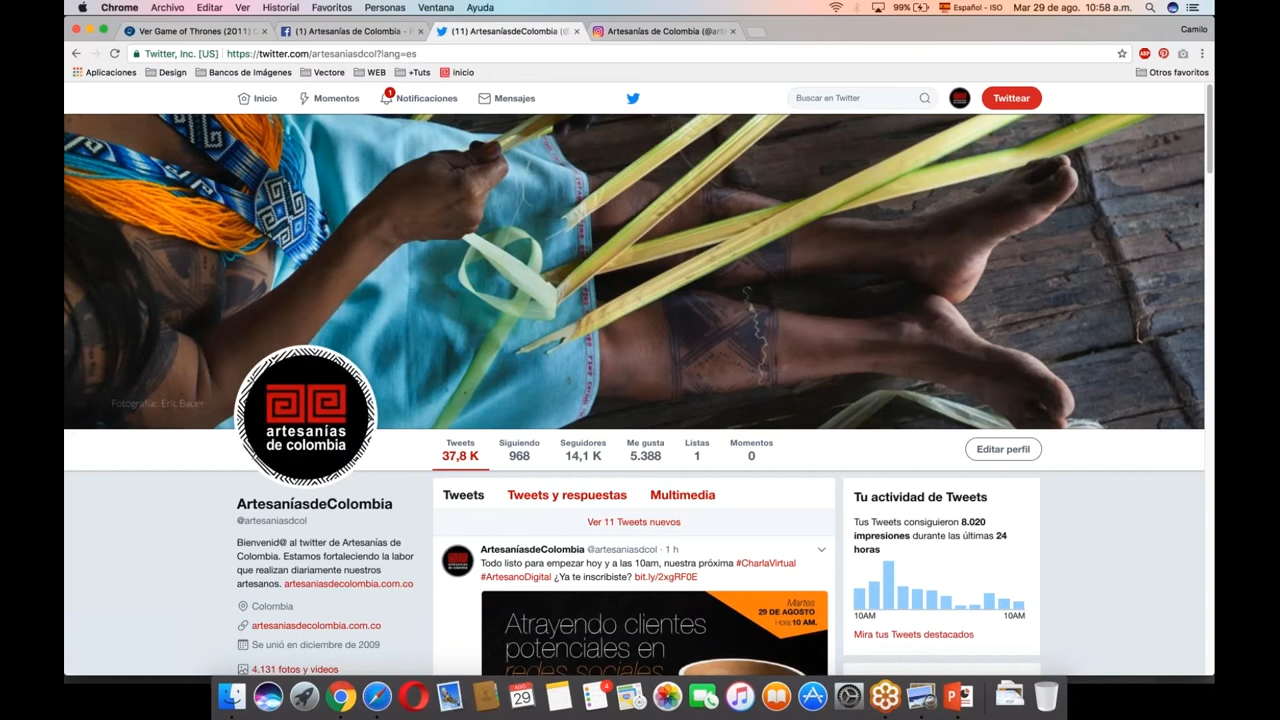 Chrome Archivo Editar Ver Historial Favoritos Personas Ventana Ayuda 99% Español - ISO Mar 29 de ago. 10:58 a.m.
Ver Game of Thrones (2011) (1) Artesanías de Colombia - (11) ArtesaníasdeColombia (@ Artesanías de Colombia (@art Camilo
Twitter, Inc. [US] https://twitter.com/artesaniasdcol?lang=es
Aplicaciones Design Bancos de Imágenes Vectore WEB +Tuts inicio Otros favoritos
Inicio Momentos 1 Notificaciones Mensajes Buscar en Twitter Twittear
Fotografía: Eric Bauer
artesanías
de colombia
Tweets Siguiendo Seguidores Me gusta Listas Momentos
37,8 K 968 14,1 K 5.388 1 0
Editar perfil
ArtesaníasdeColombia
@artesaniasdcol
Bienvenid@ al twitter de Artesanías de
Colombia. Estamos fortaleciendo la labor
que realizan diariamente nuestros
artesanos. artesaniasdecolombia.com.co
Colombia
artesaniasdecolombia.com.co
Se unió en diciembre de 2009
4.131 fotos y videos
Tweets Tweets y respuestas Multimedia
Ver 11 Tweets nuevos
ArtesaníasdeColombia @artesaniasdcol · 1 h
Todo listo para empezar hoy y a las 10am, nuestra próxima #CharlaVirtual
#ArtesanoDigital ¿Ya te inscribiste? bit.ly/2xgRF0E
Martes
29 DE AGOSTO
Hora: 10 AM.
Atrayendo clientes
potenciales en
redes sociales
Tu actividad de Tweets
Tus Tweets consiguieron 8.020
impresiones durante las últimas 24
horas
10AM 10AM
Mira tus Tweets destacados
29 4